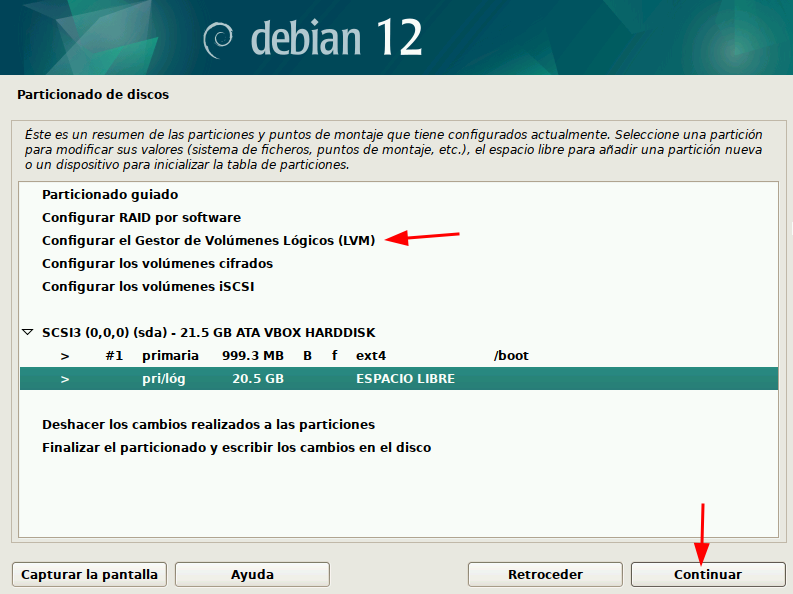 debian 12
Particionado de discos
Éste es un resumen de las particiones y puntos de montaje que tiene configurados actualmente. Seleccione una partición
para modificar sus valores (sistema de ficheros, puntos de montaje, etc.), el espacio libre para añadir una partición nueva
o un dispositivo para inicializar la tabla de particiones.
Particionado guiado
Configurar RAID por software
Configurar el Gestor de Volúmenes Lógicos (LVM)
Configurar los volúmenes cifrados
Configurar los volúmenes iSCSI
SCSI3 (0,0,0) (sda) - 21.5 GB ATA VBOX HARDDISK
> #1 primaria 999.3 MB B f ext4 /boot
> pri/lóg 20.5 GB ESPACIO LIBRE
Deshacer los cambios realizados a las particiones
Finalizar el particionado y escribir los cambios en el disco
Capturar la pantalla Ayuda Retroceder Continuar